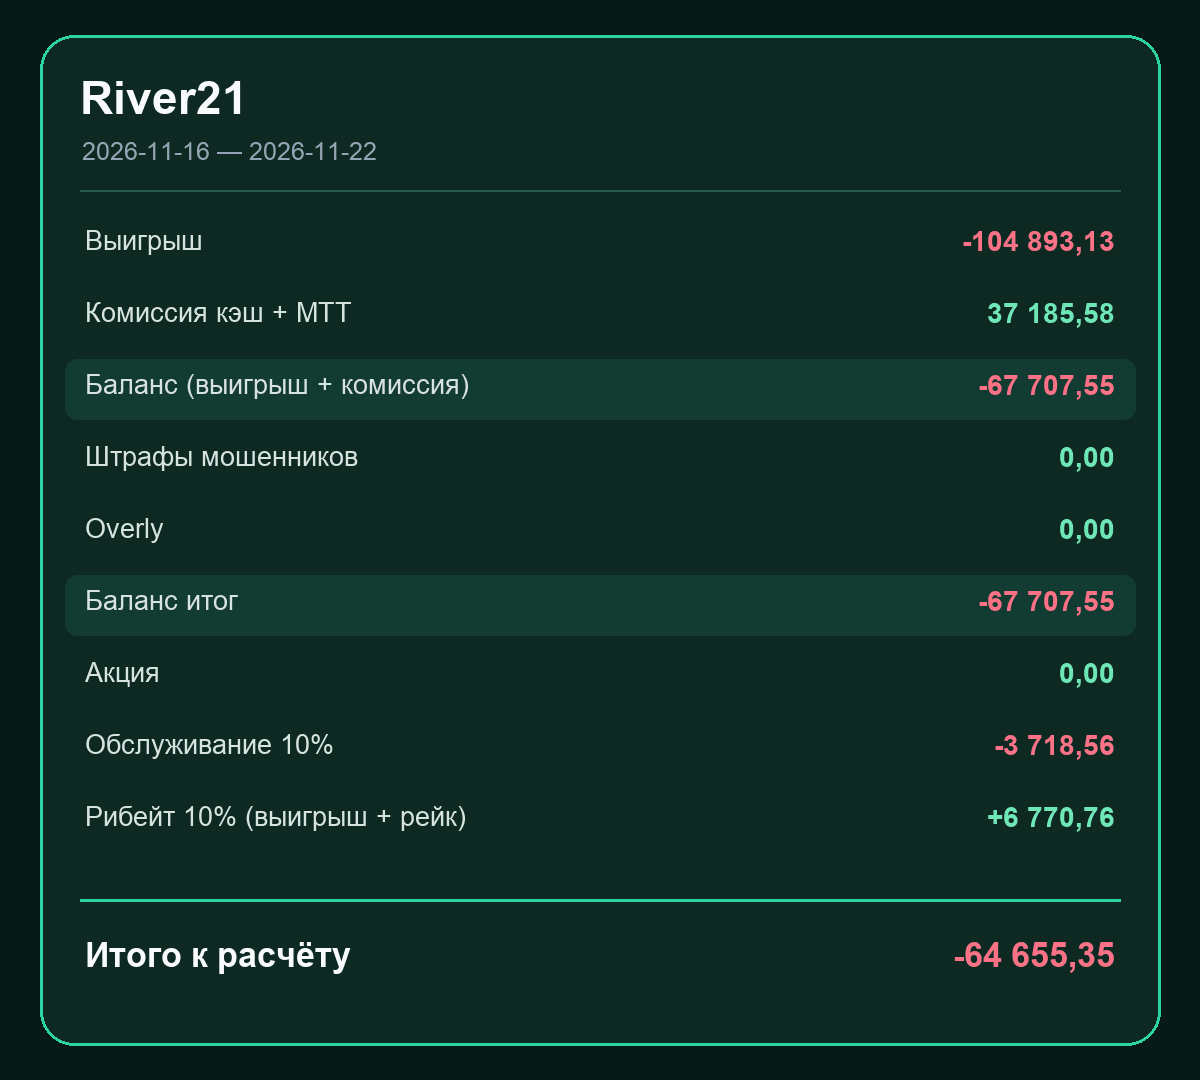 River21
2026-11-16 — 2026-11-22
Выигрыш -104 893,13
Комиссия кэш + МТТ 37 185,58
Баланс (выигрыш + комиссия) -67 707,55
Штрафы мошенников 0,00
Overly 0,00
Баланс итог -67 707,55
Акция 0,00
Обслуживание 10% -3 718,56
Рибейт 10% (выигрыш + рейк) +6 770,76
Итого к расчёту -64 655,35